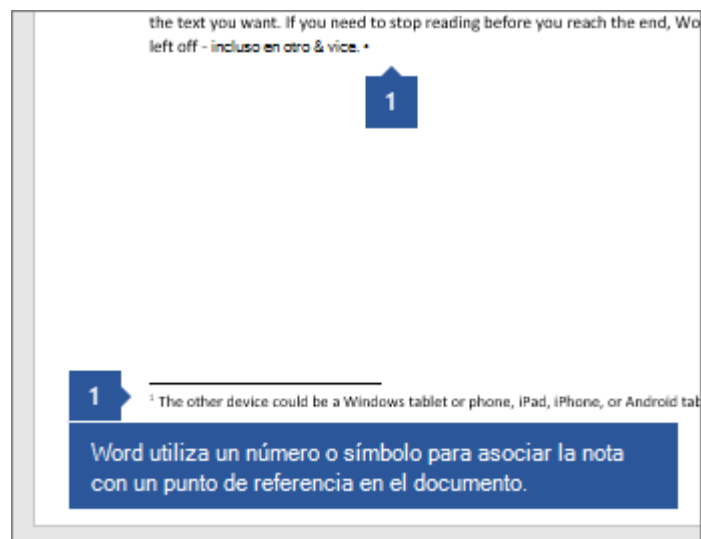 the text you want. If you need to stop reading before you reach the end, Wo
left off - incluso en otro & vice. •
1
1
¹ The other device could be a Windows tablet or phone, iPad, iPhone, or Android tab
Word utiliza un número o símbolo para asociar la nota
con un punto de referencia en el documento.